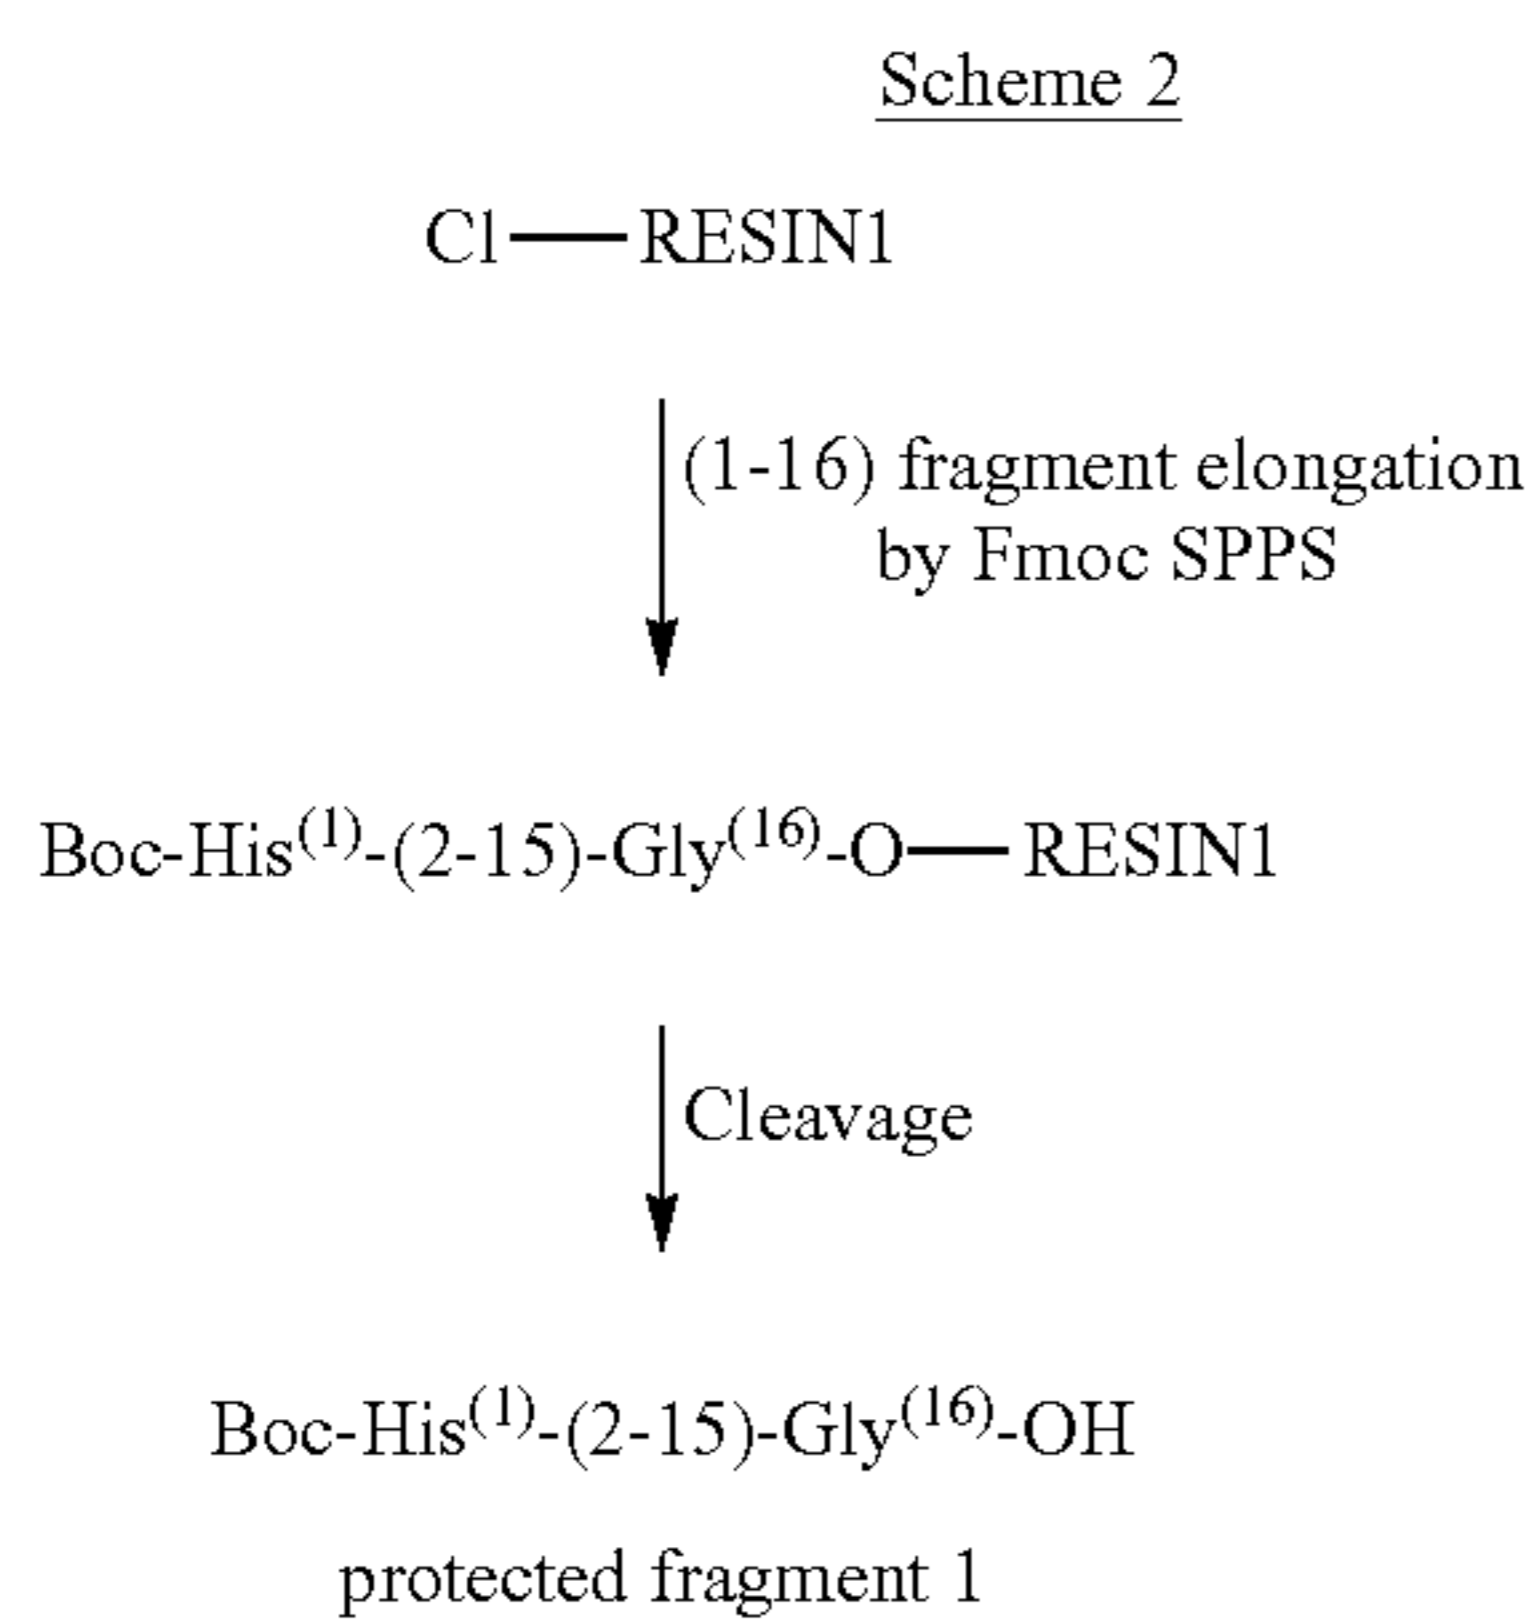 Scheme 2
Cl—RESIN1
(1-16) fragment elongation
by Fmoc SPPS
Boc-His(1)-(2-15)-Gly(16)-O—RESIN1
Cleavage
Boc-His(1)-(2-15)-Gly(16)-OH
protected fragment 1